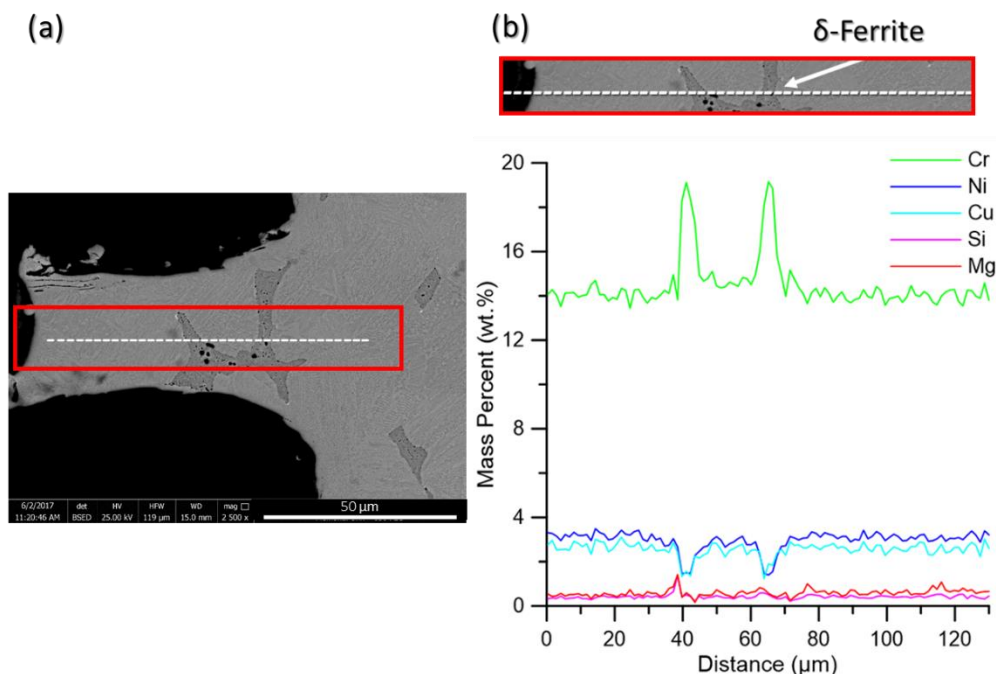 (a)
(b)
δ-Ferrite
6/2/2017
11:20:46 AM
det
BSED
HV
25.00 kV
HFW
119 µm
WD
15.0 mm
mag
2 500 x
50 µm
20
16
12
8
4
0
Mass Percent (wt.%)
Cr
Ni
Cu
Si
Mg
0 20 40 60 80 100 120
Distance (µm)